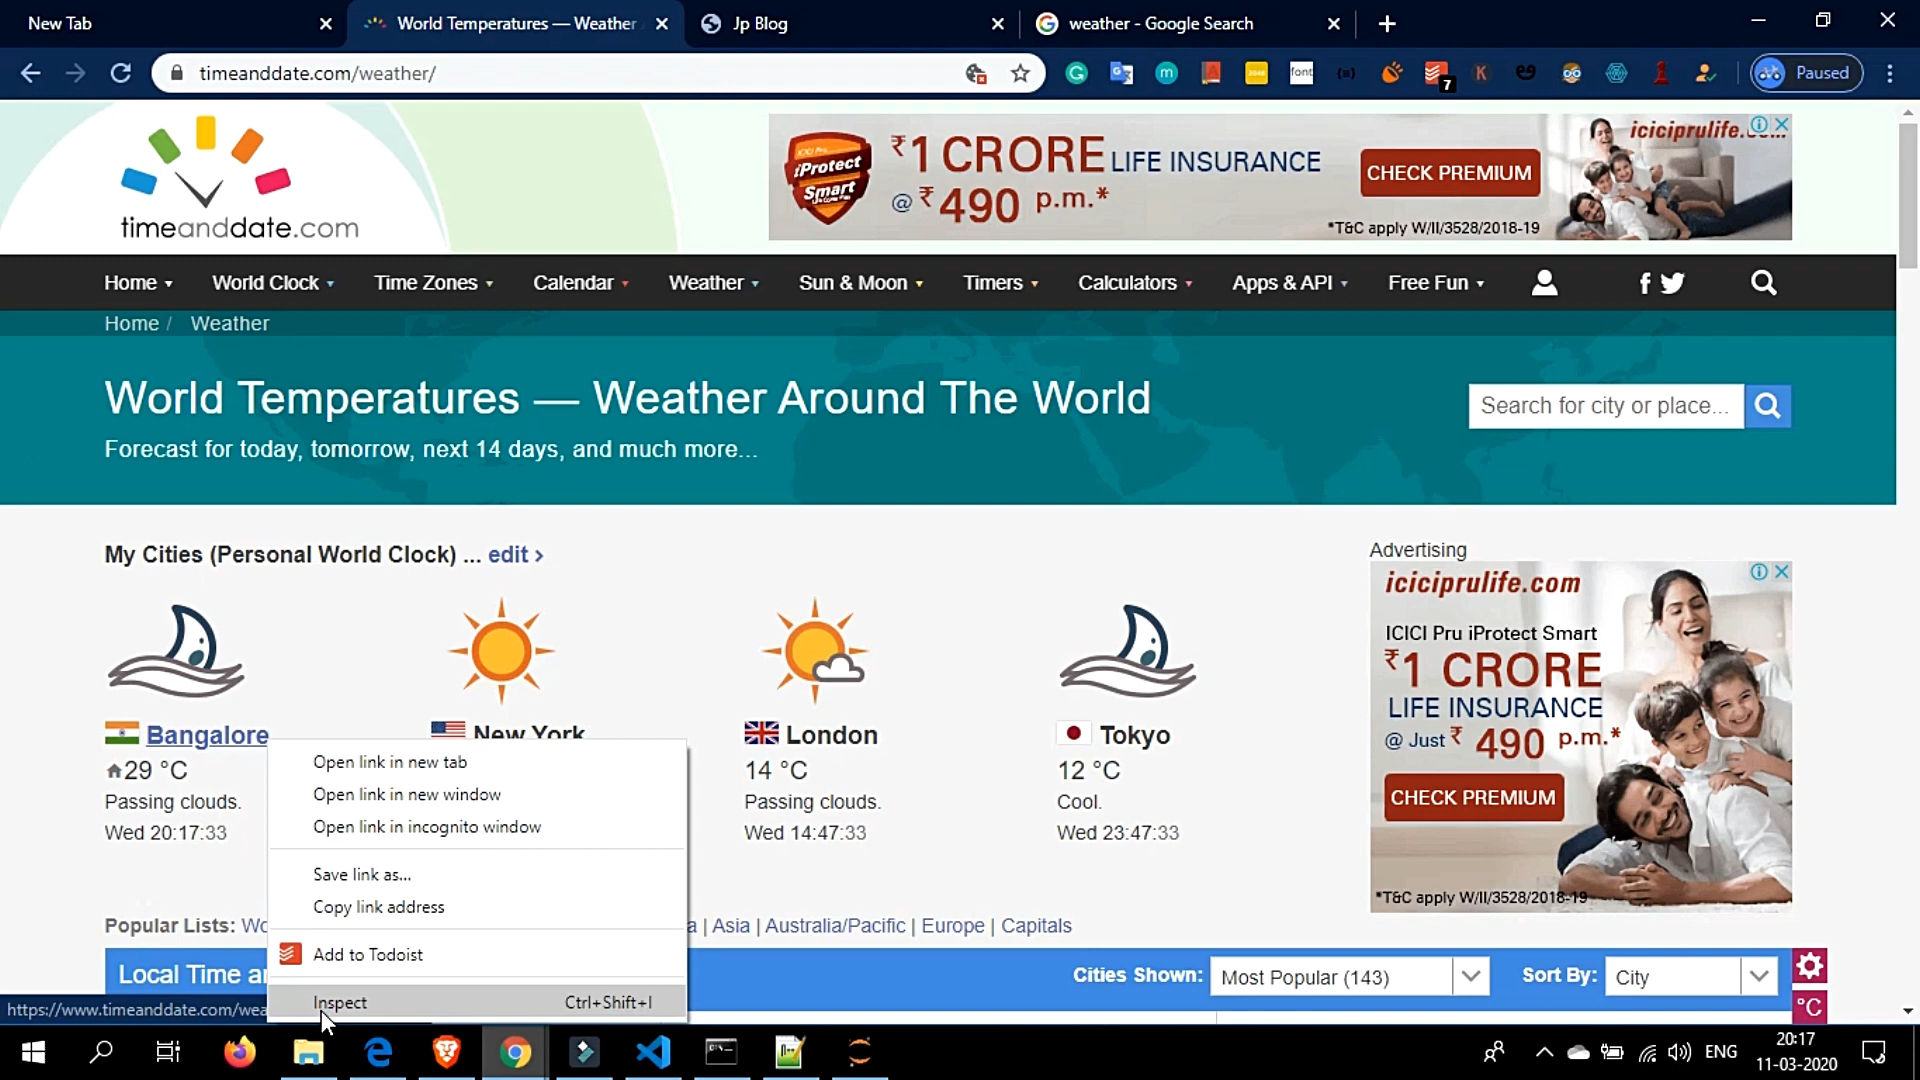 New Tab
World Temperatures — Weather
Jp Blog
weather - Google Search
timeanddate.com/weather/
font
7
Paused
timeanddate.com
iProtect
Smart
₹1 CRORE LIFE INSURANCE
@ ₹490 p.m.*
CHECK PREMIUM
*T&C apply W/II/3528/2018-19
Home
World Clock
Time Zones
Calendar
Weather
Sun & Moon
Timers
Calculators
Apps & API
Free Fun
Home / Weather
World Temperatures — Weather Around The World
Forecast for today, tomorrow, next 14 days, and much more...
Search for city or place...
My Cities (Personal World Clock) ... edit >
Bangalore
29 °C
Passing clouds.
Wed 20:17:33
New York
London
14 °C
Passing clouds.
Wed 14:47:33
Tokyo
12 °C
Cool.
Wed 23:47:33
Advertising
iciciprulife.com
ICICI Pru iProtect Smart
₹1 CRORE
LIFE INSURANCE
@ Just ₹490 p.m.*
CHECK PREMIUM
*T&C apply W/II/3528/2018-19
Open link in new tab
Open link in new window
Open link in incognito window
Save link as...
Copy link address
Add to Todoist
Inspect Ctrl+Shift+I
Popular Lists:
| Asia | Australia/Pacific | Europe | Capitals
Local Time
Cities Shown: Most Popular (143)
Sort By: City
°C
https://www.timeanddate.com/wea
ENG
20:17
11-03-2020